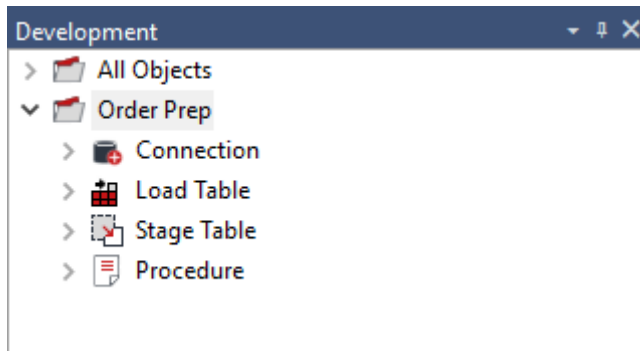 Development
All Objects
Order Prep
Connection
Load Table
Stage Table
Procedure